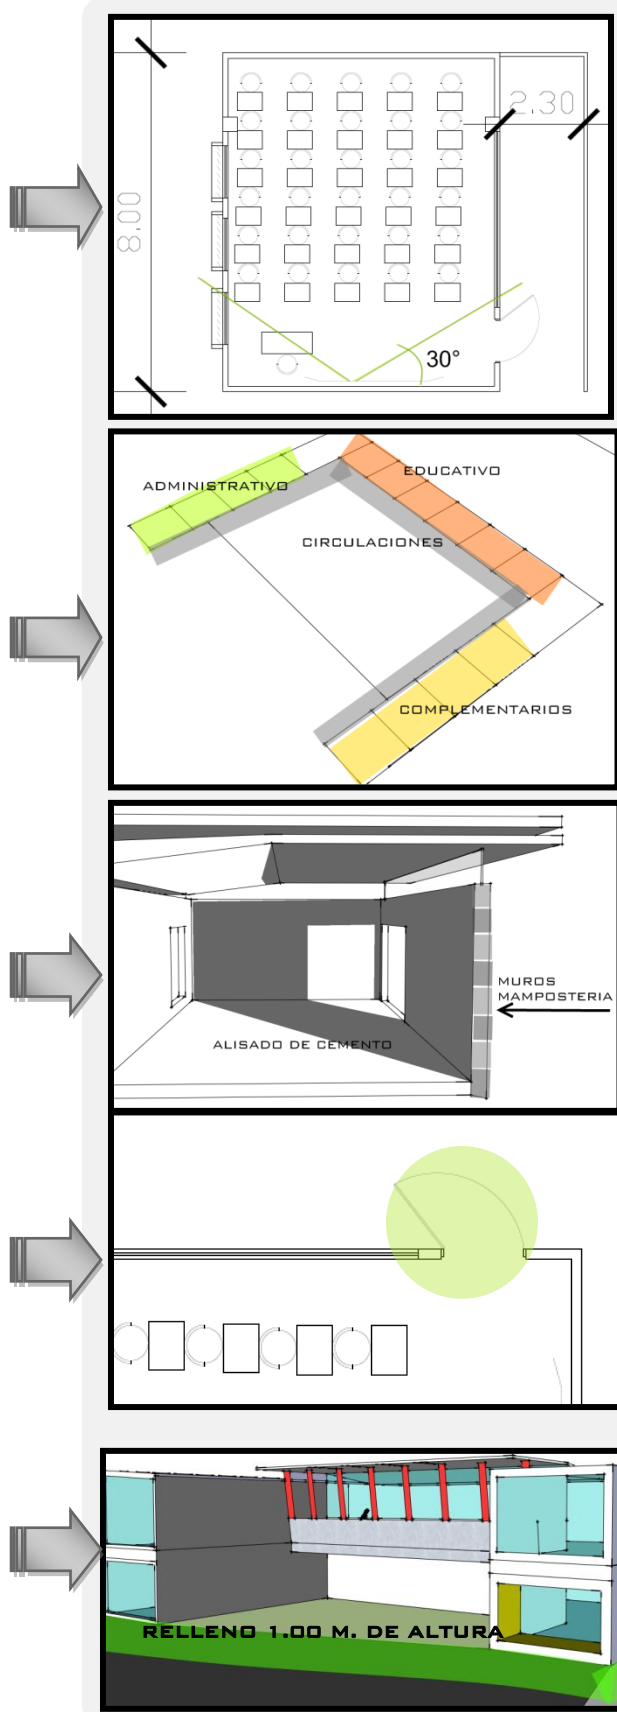 2.30
8.00
30°
ADMINISTRATIVO
EDUCATIVO
CIRCULACIONES
COMPLEMENTARIOS
MUROS
MAMPOSTERIA
ALISADO DE CEMENTO
RELLENO 1.00 M. DE ALTURA